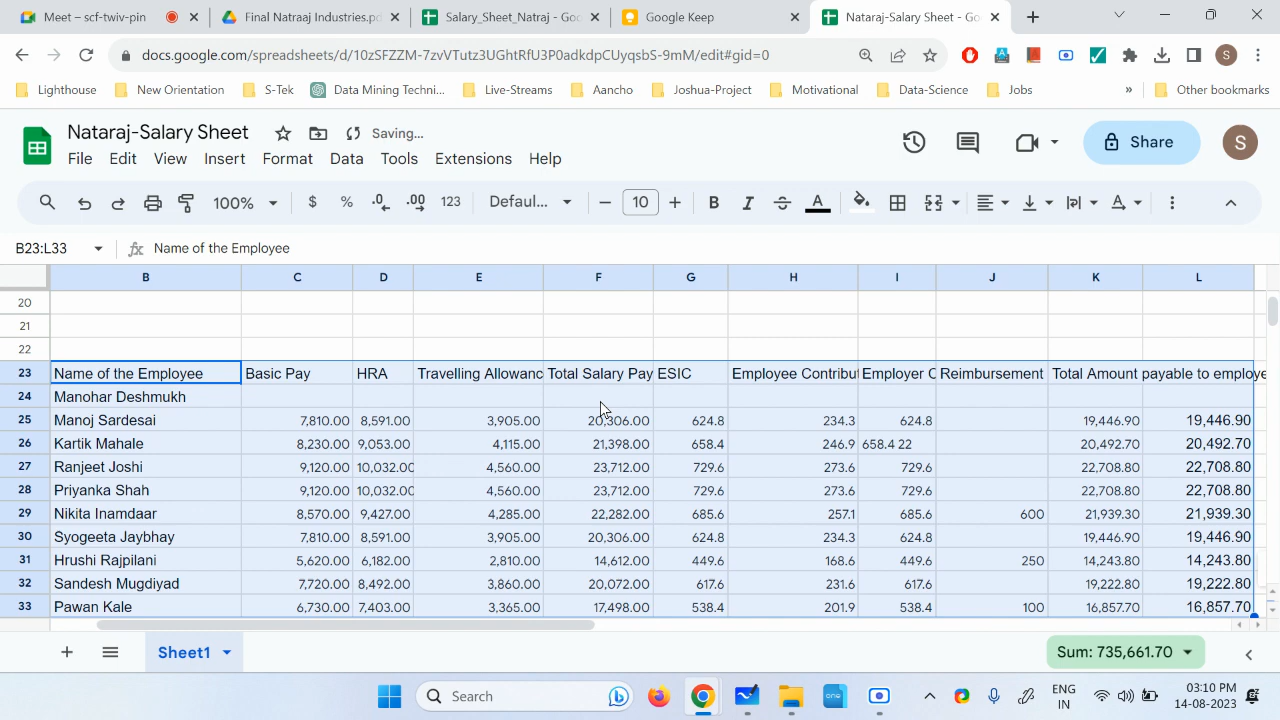 Meet – scf-twiv-zin
Final Natraaj Industries.pd
Salary_Sheet_Natraj - Goo
Google Keep
Nataraj-Salary Sheet - Goo
docs.google.com/spreadsheets/d/10zSFZZM-7zvVTutz3UGhtRfU3P0adkdpCUyqsbS-9mM/edit#gid=0
S
Lighthouse New Orientation S-Tek Data Mining Techni... Live-Streams Aancho Joshua-Project Motivational Data-Science Jobs » Other bookmarks
Nataraj-Salary Sheet Saving...
Share S
File Edit View Insert Format Data Tools Extensions Help
100% $ % .0 .00 123 Defaul... 10 B I S A
B23:L33 fx Name of the Employee
B C D E F G H I J K L
20
21
22
23 Name of the Employee Basic Pay HRA Travelling Allowanc Total Salary Pay ESIC Employee Contribut Employer C Reimbursement Total Amount payable to employe
24 Manohar Deshmukh
25 Manoj Sardesai 7,810.00 8,591.00 3,905.00 20,306.00 624.8 234.3 624.8 19,446.90 19,446.90
26 Kartik Mahale 8,230.00 9,053.00 4,115.00 21,398.00 658.4 246.9 658.4 22 20,492.70 20,492.70
27 Ranjeet Joshi 9,120.00 10,032.00 4,560.00 23,712.00 729.6 273.6 729.6 22,708.80 22,708.80
28 Priyanka Shah 9,120.00 10,032.00 4,560.00 23,712.00 729.6 273.6 729.6 22,708.80 22,708.80
29 Nikita Inamdaar 8,570.00 9,427.00 4,285.00 22,282.00 685.6 257.1 685.6 600 21,939.30 21,939.30
30 Syogeeta Jaybhay 7,810.00 8,591.00 3,905.00 20,306.00 624.8 234.3 624.8 19,446.90 19,446.90
31 Hrushi Rajpilani 5,620.00 6,182.00 2,810.00 14,612.00 449.6 168.6 449.6 250 14,243.80 14,243.80
32 Sandesh Mugdiyad 7,720.00 8,492.00 3,860.00 20,072.00 617.6 231.6 617.6 19,222.80 19,222.80
33 Pawan Kale 6,730.00 7,403.00 3,365.00 17,498.00 538.4 201.9 538.4 100 16,857.70 16,857.70
Sheet1 Sum: 735,661.70
Search one ENG 03:10 PM
IN 14-08-2023